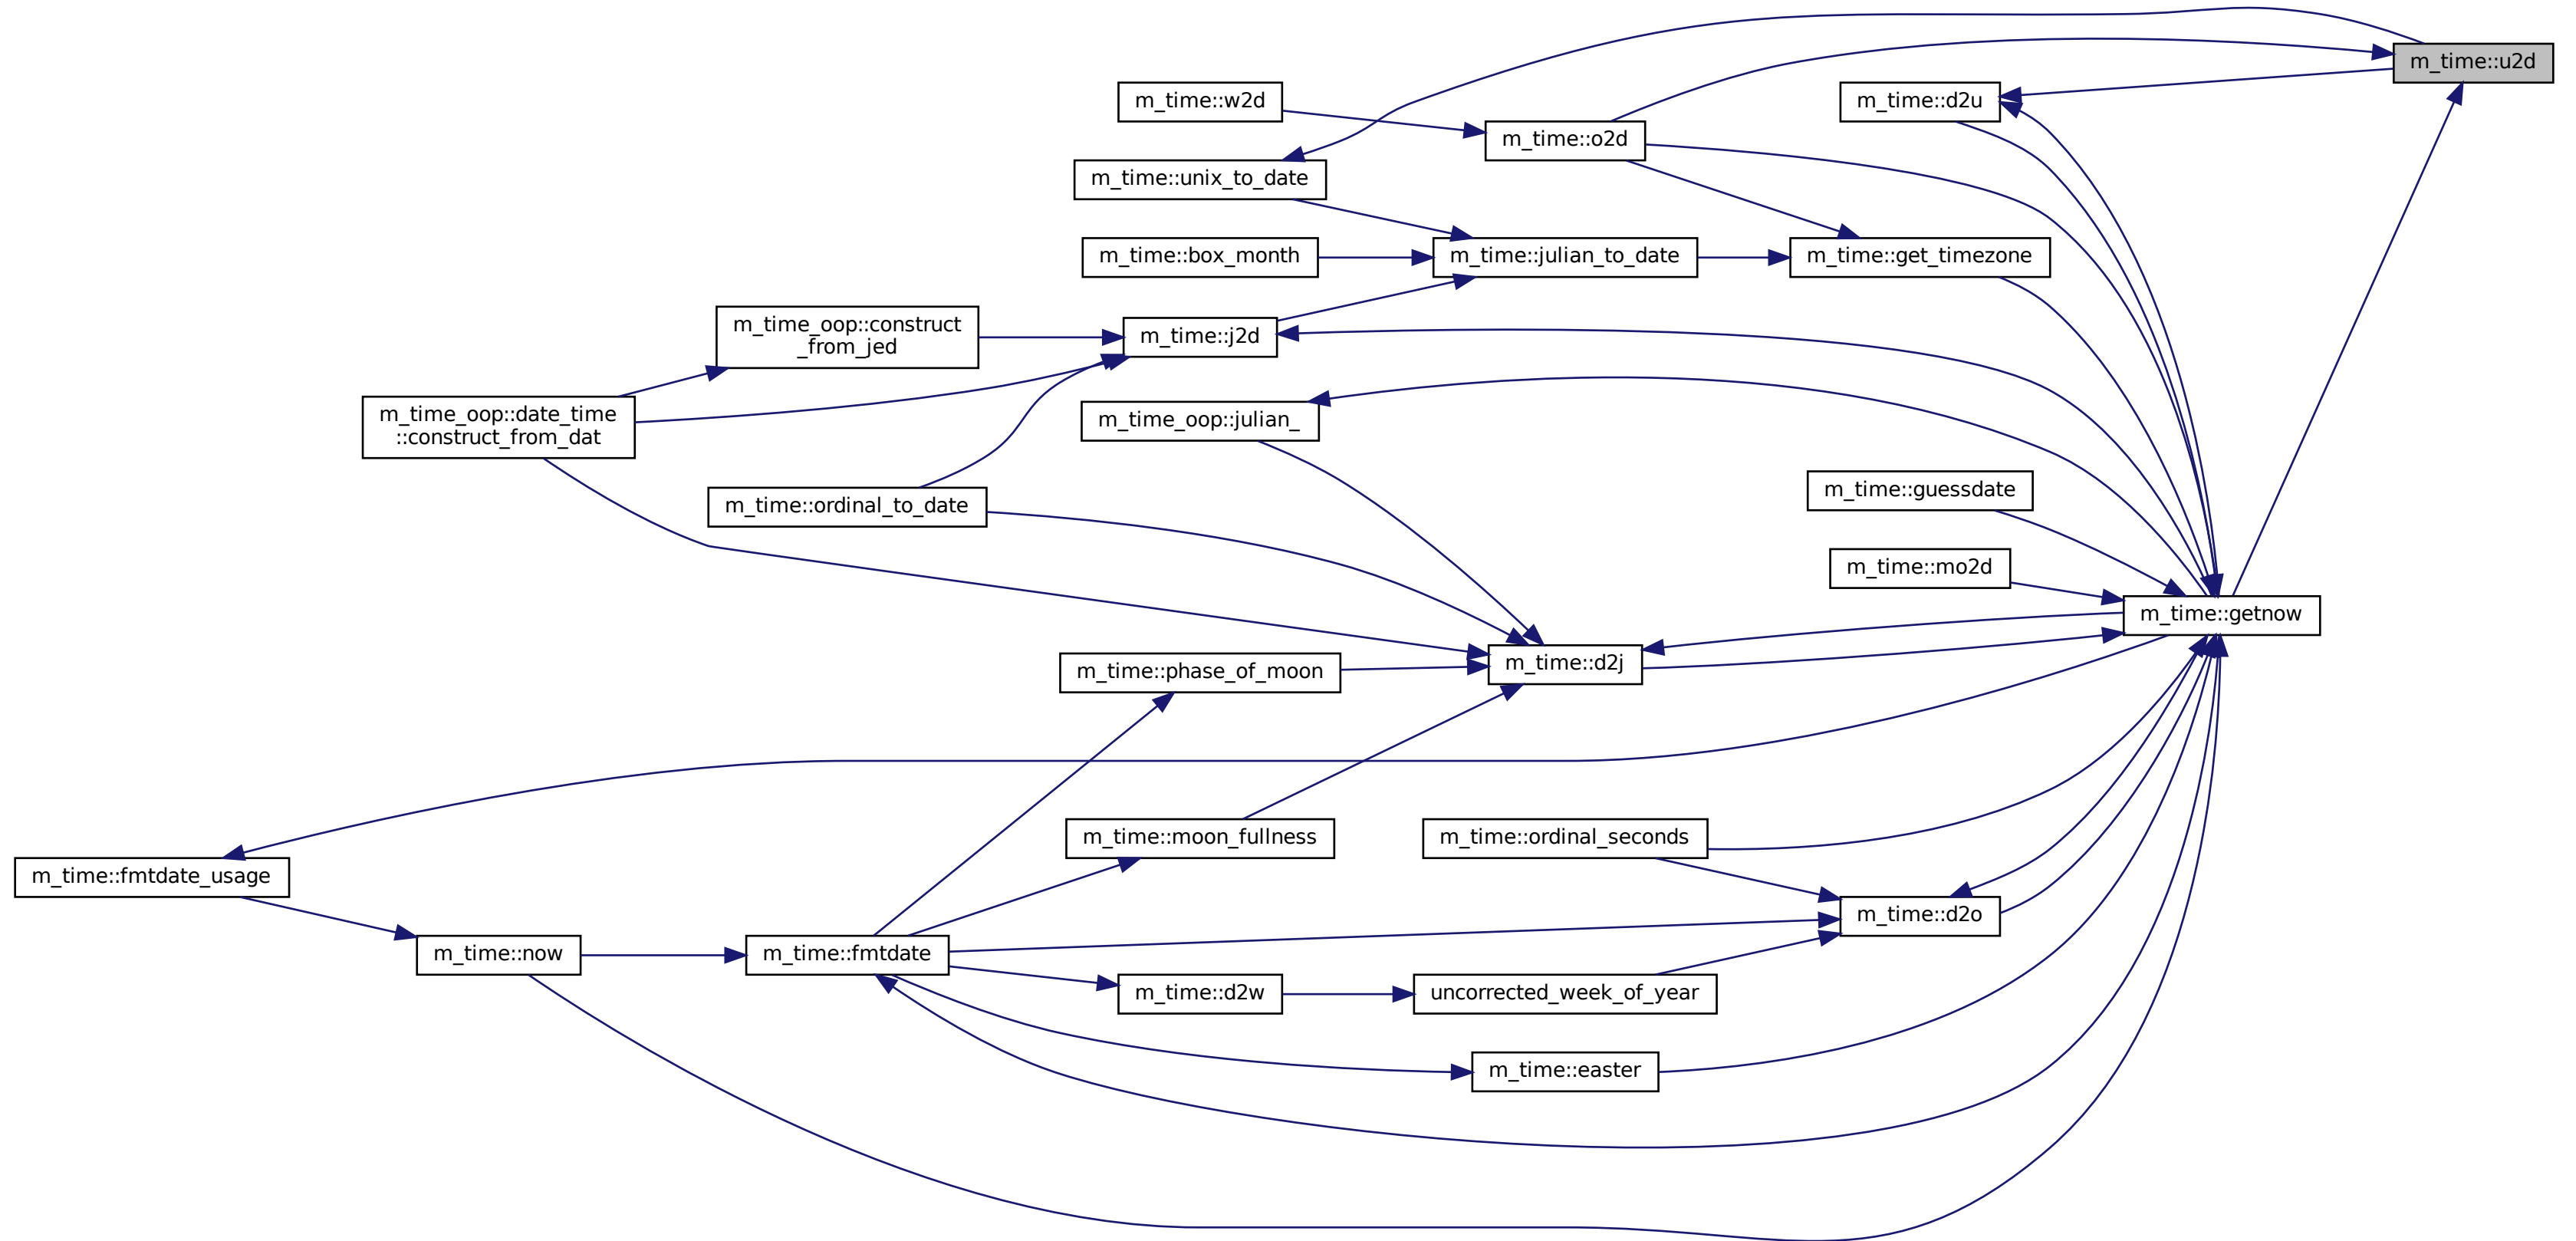 m_time::u2d
m_time::w2d
m_time::d2u
m_time::o2d
m_time::unix_to_date
m_time::box_month
m_time::julian_to_date
m_time::get_timezone
m_time_oop::construct
_from_jed
m_time::j2d
m_time_oop::date_time
::construct_from_dat
m_time_oop::julian_
m_time::guessdate
m_time::ordinal_to_date
m_time::mo2d
m_time::getnow
m_time::d2j
m_time::phase_of_moon
m_time::moon_fullness
m_time::ordinal_seconds
m_time::fmtdate_usage
m_time::d2o
m_time::now
m_time::fmtdate
m_time::d2w
uncorrected_week_of_year
m_time::easter